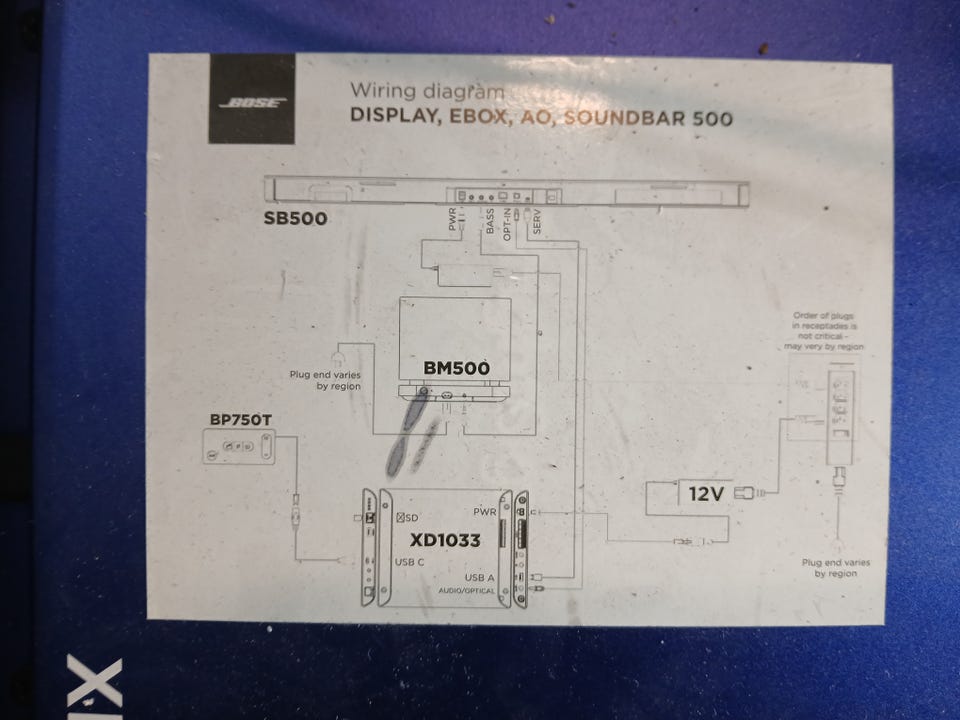 BOSE
Wiring diagram
DISPLAY, EBOX, AO, SOUNDBAR 500
SB500
PWR
BASS
OPT-IN
SERV
Order of plugs
in receptades is
not critical -
may very by region
BM500
Plug end varies
by region
BP750T
12V
SD
PWR
XD1033
USB C
USB A
AUDIO/OPTICAL
Plug end varies
by region
X